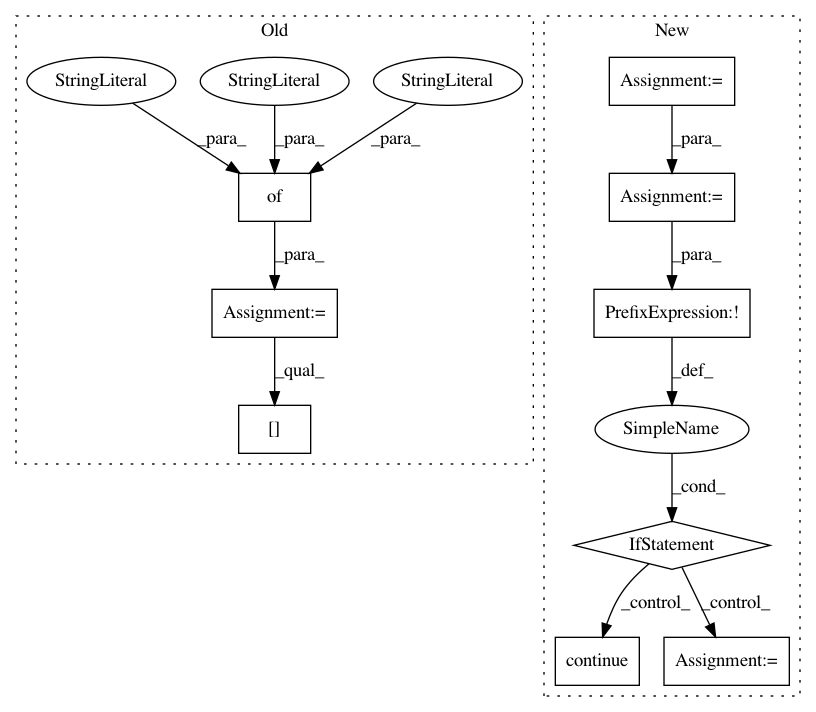 Old
New
StringLiteral
StringLiteral
StringLiteral
Assignment:=
_para_
_para_
_para_
_para_
of
Assignment:=
_para_
_para_
Assignment:=
PrefixExpression:!
_qual_
_def_
[]
SimpleName
_cond_
IfStatement
_control_
_control_
continue
Assignment:=